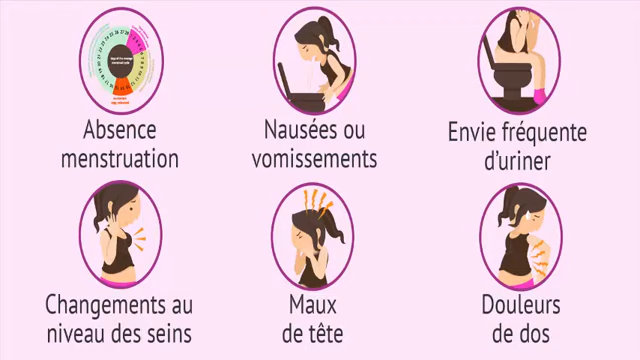 Absence
menstruation
Nausées ou
vomissements
Envie fréquente
d'uriner
Changements au
niveau des seins
Maux
de tête
Douleurs
de dos